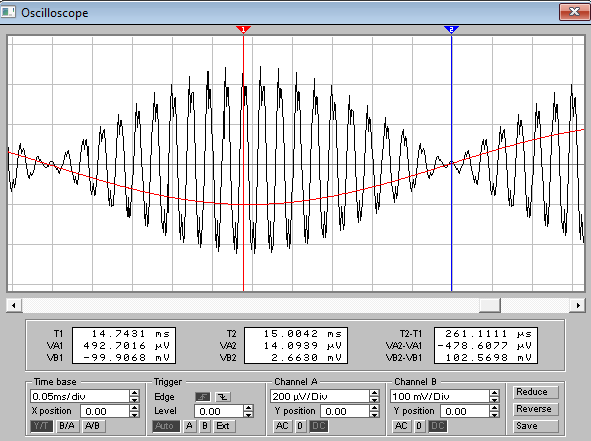 Oscilloscope
1
2
T1 14.7431 ms
VA1 492.7016 µV
VB1 -99.9068 mV
T2 15.0042 ms
VA2 14.0939 µV
VB2 2.6630 mV
T2-T1 261.1111 µs
VA2-VA1 -478.6077 µV
VB2-VB1 102.5698 mV
Time base
0.05ms/div
X position 0.00
Y/T B/A A/B
Trigger
Edge
Level 0.00
Auto A B Ext
Channel A
200 µV/Div
Y position 0.00
AC 0 DC
Channel B
100 mV/Div
Y position 0.00
AC 0 DC
Reduce
Reverse
Save